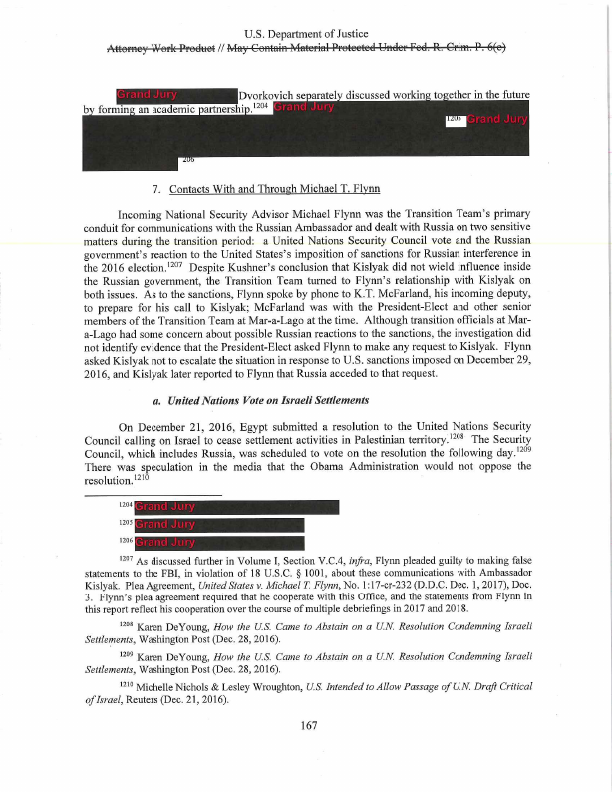 U.S. Department of Justice
Attorney Work Product // May Contain Material Protected Under Fed. R. Crim. P. 6(e)
Grand Jury Dvorkovich separately discussed working together in the future
by forming an academic partnership.1204 Grand Jury
1205 Grand Jury
206
7. Contacts With and Through Michael T. Flynn
Incoming National Security Advisor Michael Flynn was the Transition Team's primary
conduit for communications with the Russian Ambassador and dealt with Russia on two sensitive
matters during the transition period: a United Nations Security Council vote and the Russian
government's reaction to the United States's imposition of sanctions for Russian interference in
the 2016 election.1207 Despite Kushner's conclusion that Kislyak did not wield influence inside
the Russian government, the Transition Team turned to Flynn's relationship with Kislyak on
both issues. As to the sanctions, Flynn spoke by phone to K.T. McFarland, his incoming deputy,
to prepare for his call to Kislyak; McFarland was with the President-Elect and other senior
members of the Transition Team at Mar-a-Lago at the time. Although transition officials at Mar-
a-Lago had some concern about possible Russian reactions to the sanctions, the investigation did
not identify evidence that the President-Elect asked Flynn to make any request to Kislyak. Flynn
asked Kislyak not to escalate the situation in response to U.S. sanctions imposed on December 29,
2016, and Kislyak later reported to Flynn that Russia acceded to that request.
a. United Nations Vote on Israeli Settlements
On December 21, 2016, Egypt submitted a resolution to the United Nations Security
Council calling on Israel to cease settlement activities in Palestinian territory.1208 The Security
Council, which includes Russia, was scheduled to vote on the resolution the following day.1209
There was speculation in the media that the Obama Administration would not oppose the
resolution.1210
1204 Grand Jury
1205 Grand Jury
1206 Grand Jury
1207 As discussed further in Volume I, Section V.C.4, infra, Flynn pleaded guilty to making false
statements to the FBI, in violation of 18 U.S.C. § 1001, about these communications with Ambassador
Kislyak. Plea Agreement, United States v. Michael T. Flynn, No. 1:17-cr-232 (D.D.C. Dec. 1, 2017), Doc.
3. Flynn's plea agreement required that he cooperate with this Office, and the statements from Flynn in
this report reflect his cooperation over the course of multiple debriefings in 2017 and 2018.
1208 Karen DeYoung, How the U.S. Came to Abstain on a U.N. Resolution Condemning Israeli
Settlements, Washington Post (Dec. 28, 2016).
1209 Karen DeYoung, How the U.S. Came to Abstain on a U.N. Resolution Condemning Israeli
Settlements, Washington Post (Dec. 28, 2016).
1210 Michelle Nichols & Lesley Wroughton, U.S. Intended to Allow Passage of U.N. Draft Critical
of Israel, Reuters (Dec. 21, 2016).
167